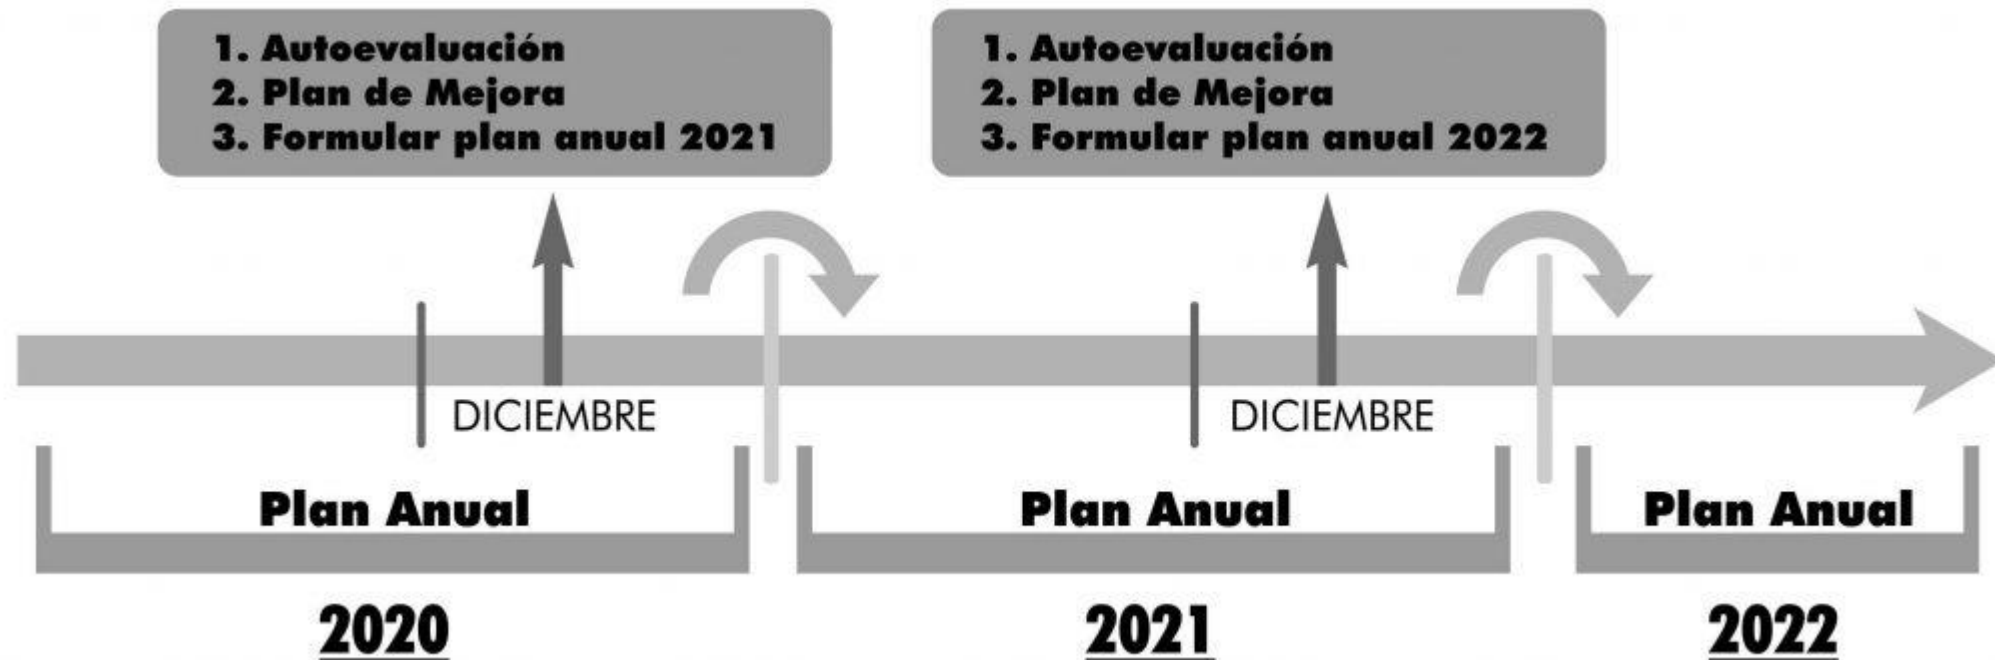 1. Autoevaluación
2. Plan de Mejora
3. Formular plan anual 2021
1. Autoevaluación
2. Plan de Mejora
3. Formular plan anual 2022
DICIEMBRE
DICIEMBRE
Plan Anual
Plan Anual
Plan Anual
2020
2021
2022